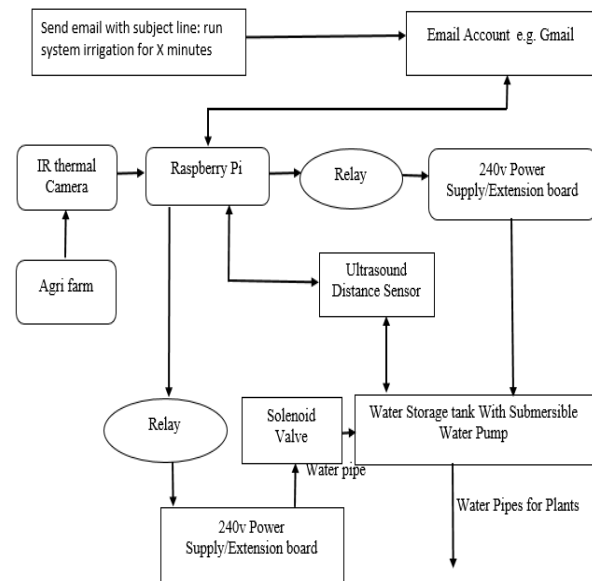 Send email with subject line: run
system irrigation for X minutes
Email Account e.g. Gmail
IR thermal
Camera
Raspberry Pi
Relay
240v Power
Supply/Extension board
Agri farm
Ultrasound
Distance Sensor
Relay
Solenoid
Valve
Water pipe
Water Storage tank With Submersible
Water Pump
Water Pipes for Plants
240v Power
Supply/Extension board